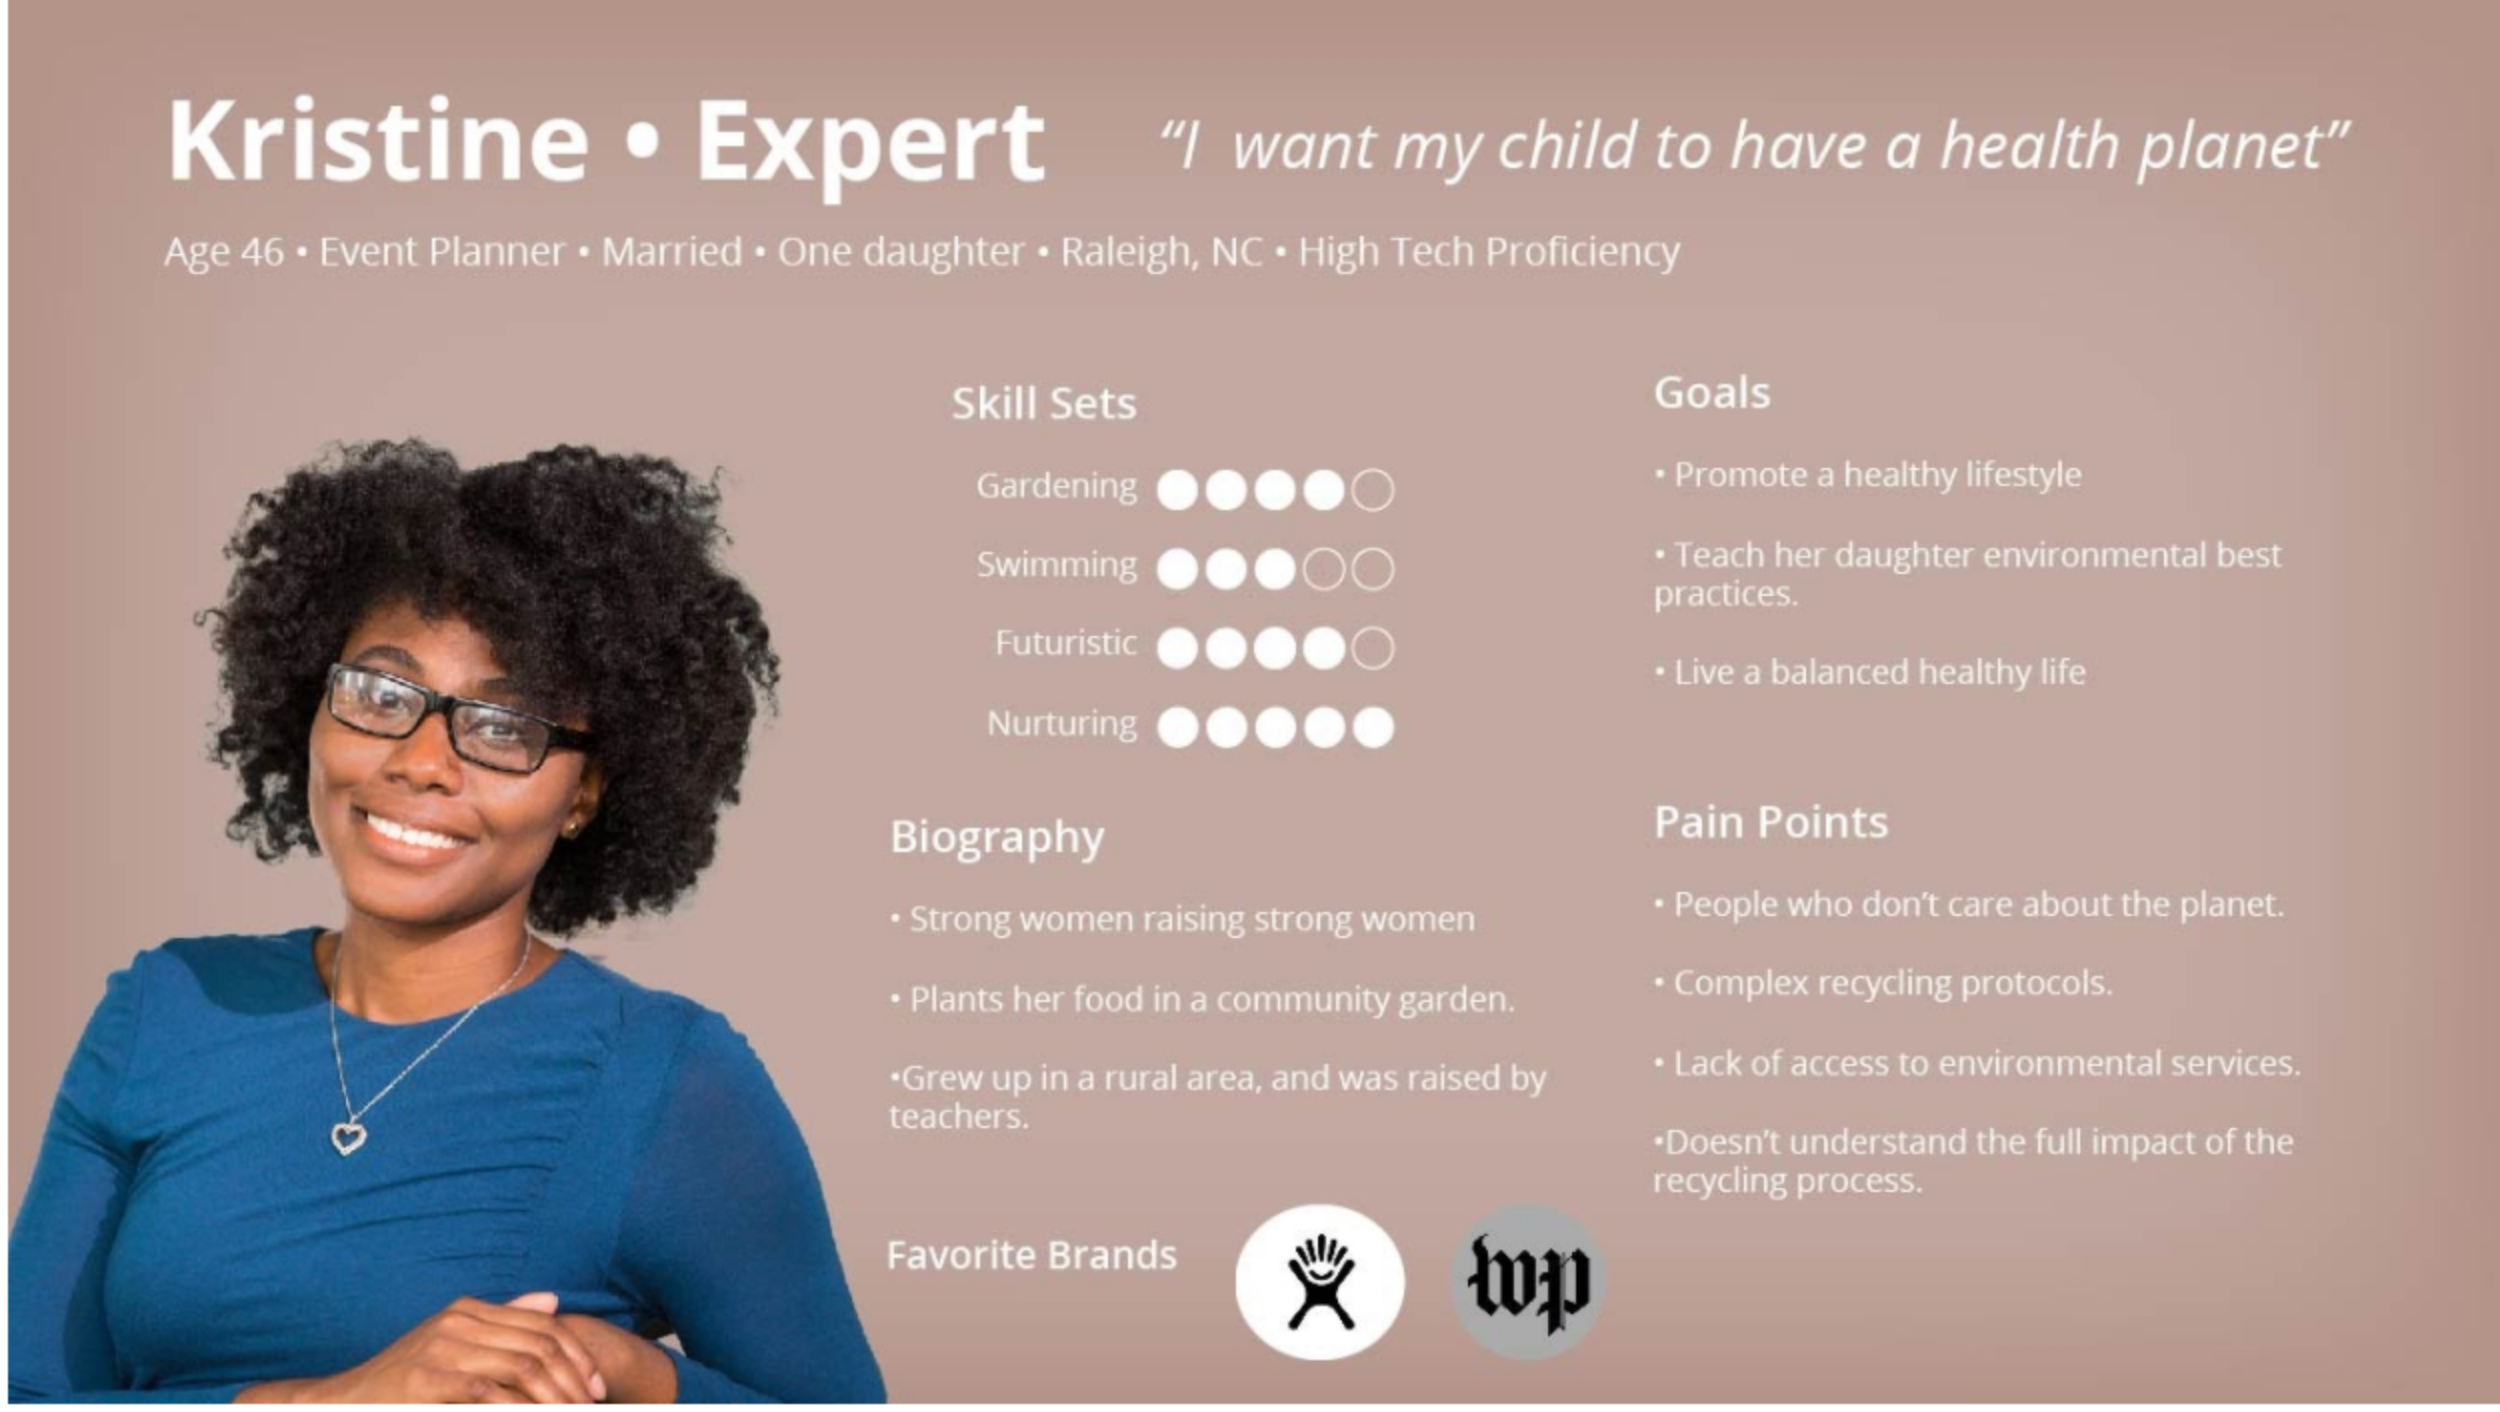 Kristine • Expert
“I want my child to have a health planet”
Age 46 • Event Planner • Married • One daughter • Raleigh, NC • High Tech Proficiency
Skill Sets
Gardening
Swimming
Futuristic
Nurturing
Goals
• Promote a healthy lifestyle
• Teach her daughter environmental best
practices.
• Live a balanced healthy life
Biography
• Strong women raising strong women
• Plants her food in a community garden.
•Grew up in a rural area, and was raised by
teachers.
Pain Points
• People who don’t care about the planet.
• Complex recycling protocols.
• Lack of access to environmental services.
•Doesn’t understand the full impact of the
recycling process.
Favorite Brands
wp